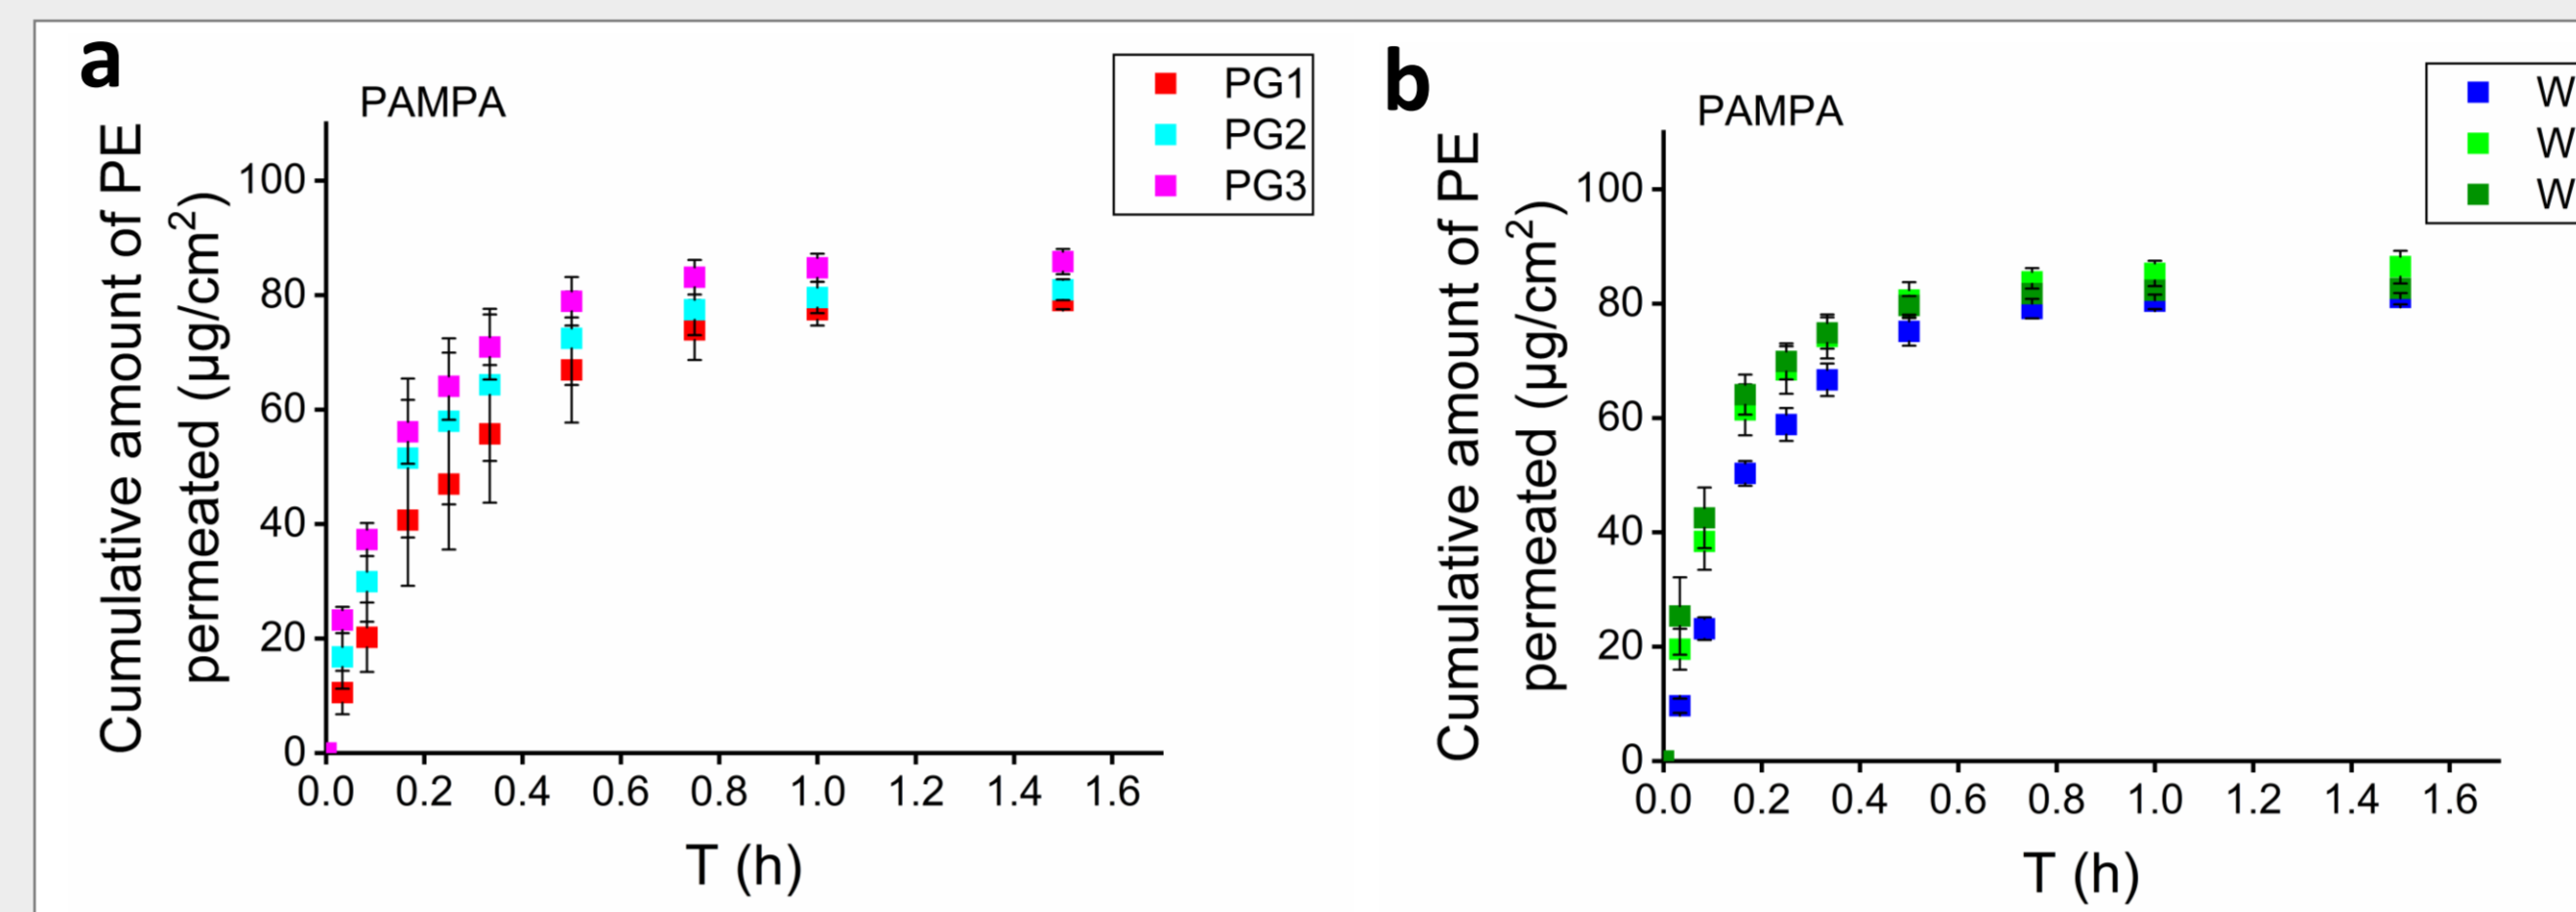 a
PAMPA
PG1
PG2
PG3
Cumulative amount of PE
permeated (µg/cm²)
100
80
60
40
20
0
0.0 0.2 0.4 0.6 0.8 1.0 1.2 1.4 1.6
T (h)
b
PAMPA
W
W
W
Cumulative amount of PE
permeated (µg/cm²)
100
80
60
40
20
0
0.0 0.2 0.4 0.6 0.8 1.0 1.2 1.4 1.6
T (h)